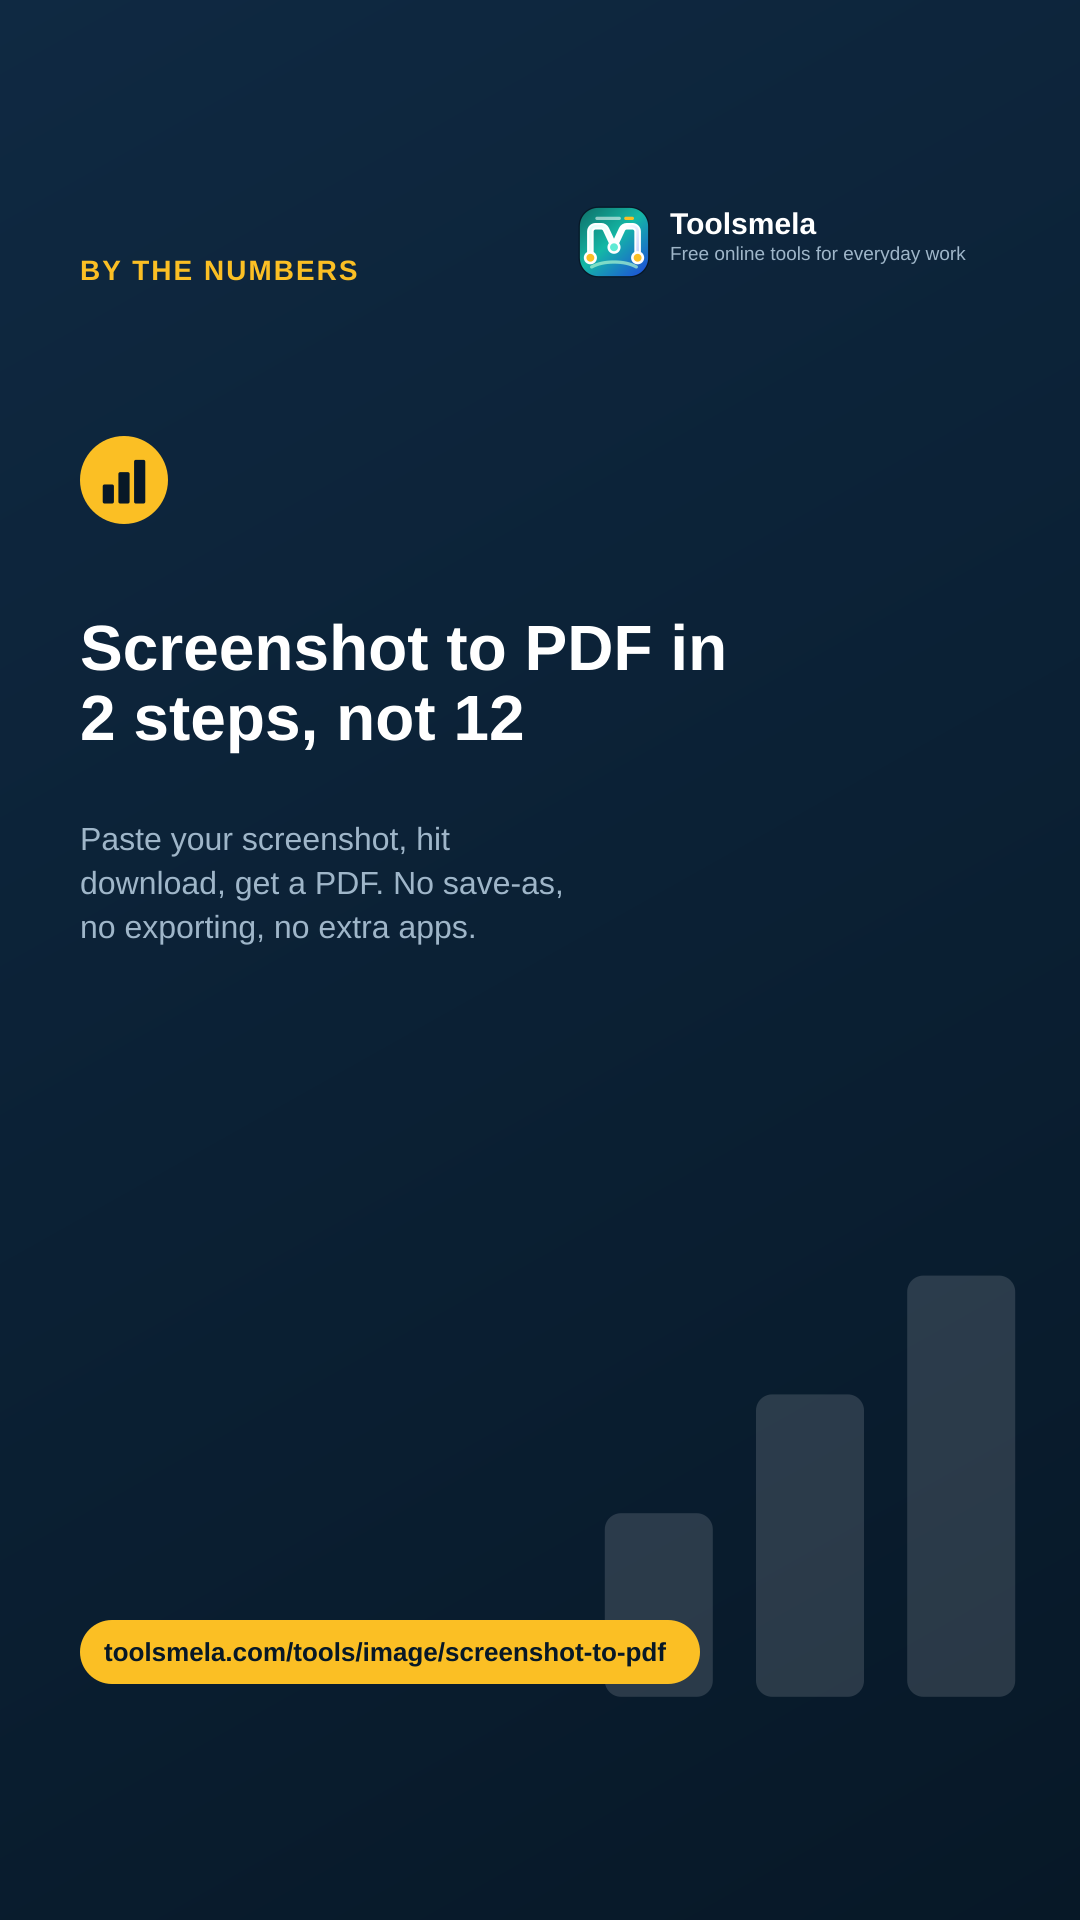 Toolsmela
Free online tools for everyday work
BY THE NUMBERS
Screenshot to PDF in
2 steps, not 12
Paste your screenshot, hit
download, get a PDF. No save-as,
no exporting, no extra apps.
toolsmela.com/tools/image/screenshot-to-pdf